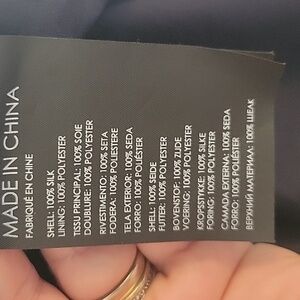 MADE IN CHINA
FABRIQUÉ EN CHINE
SHELL: 100% SILK
LINING: 100% POLYESTER
TISSU PRINCIPAL: 100% SOIE
DOUBLURE: 100% POLYESTER
RIVESTIMENTO: 100% SETA
FODERA: 100% POLIESTERE
TELA EXTERIOR: 100% SEDA
FORRO: 100% POLIÉSTER
SHELL: 100% SEIDE
FUTTER: 100% POLYESTER
BOVENSTOF: 100% ZIJDE
VOERING: 100% POLYESTER
KROPSSTYKKE: 100% SILKE
FORING: 100% POLYESTER
CAMADA EXTERNA: 100% SEDA
FORRO: 100% POLIÉSTER
ВЕРХНИЙ МАТЕРИАЛ: 100% ШЕЛК